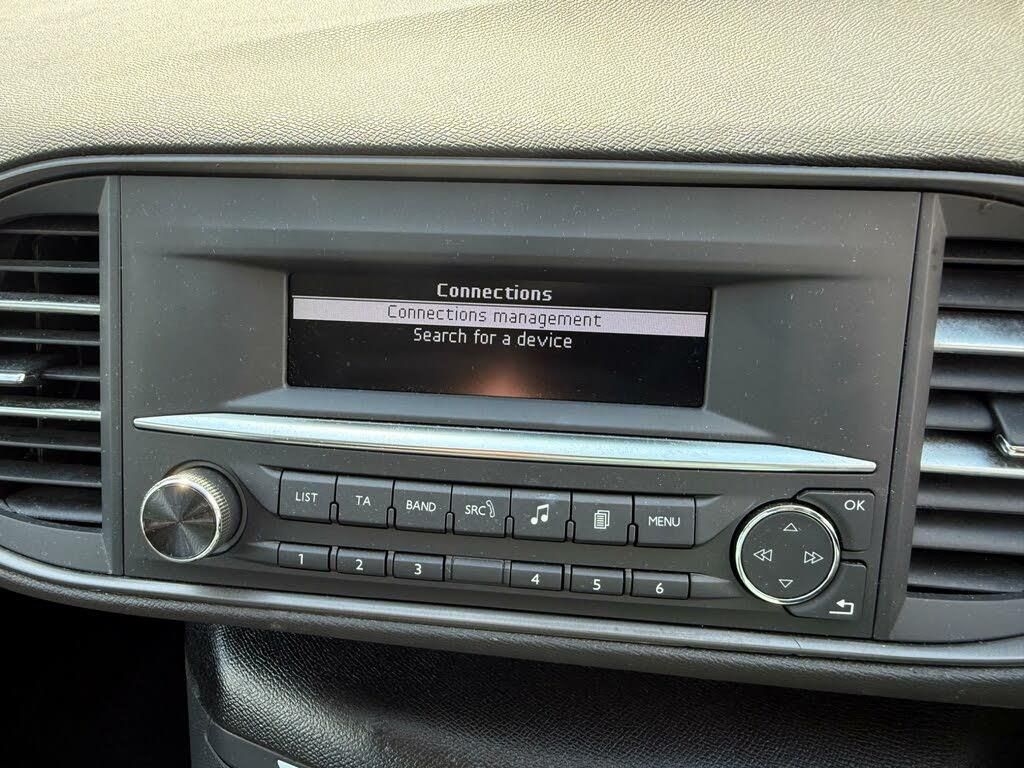 Connections
Connections management
Search for a device
LIST
TA
BAND
SRC
MENU
OK
1
2
3
4
5
6